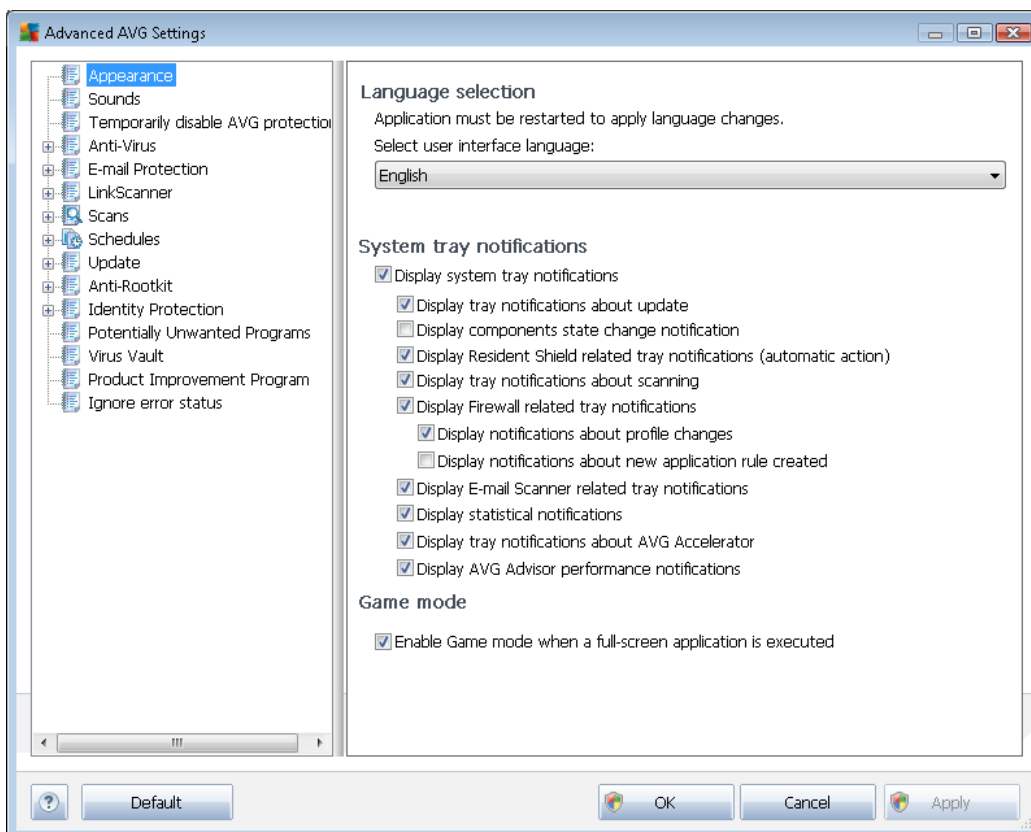 Advanced AVG Settings
Appearance
Sounds
Temporarily disable AVG protection
Anti-Virus
E-mail Protection
LinkScanner
Scans
Schedules
Update
Anti-Rootkit
Identity Protection
Potentially Unwanted Programs
Virus Vault
Product Improvement Program
Ignore error status
Language selection
Application must be restarted to apply language changes.
Select user interface language:
English
System tray notifications
Display system tray notifications
Display tray notifications about update
Display components state change notification
Display Resident Shield related tray notifications (automatic action)
Display tray notifications about scanning
Display Firewall related tray notifications
Display notifications about profile changes
Display notifications about new application rule created
Display E-mail Scanner related tray notifications
Display statistical notifications
Display tray notifications about AVG Accelerator
Display AVG Advisor performance notifications
Game mode
Enable Game mode when a full-screen application is executed
?
Default
OK
Cancel
Apply